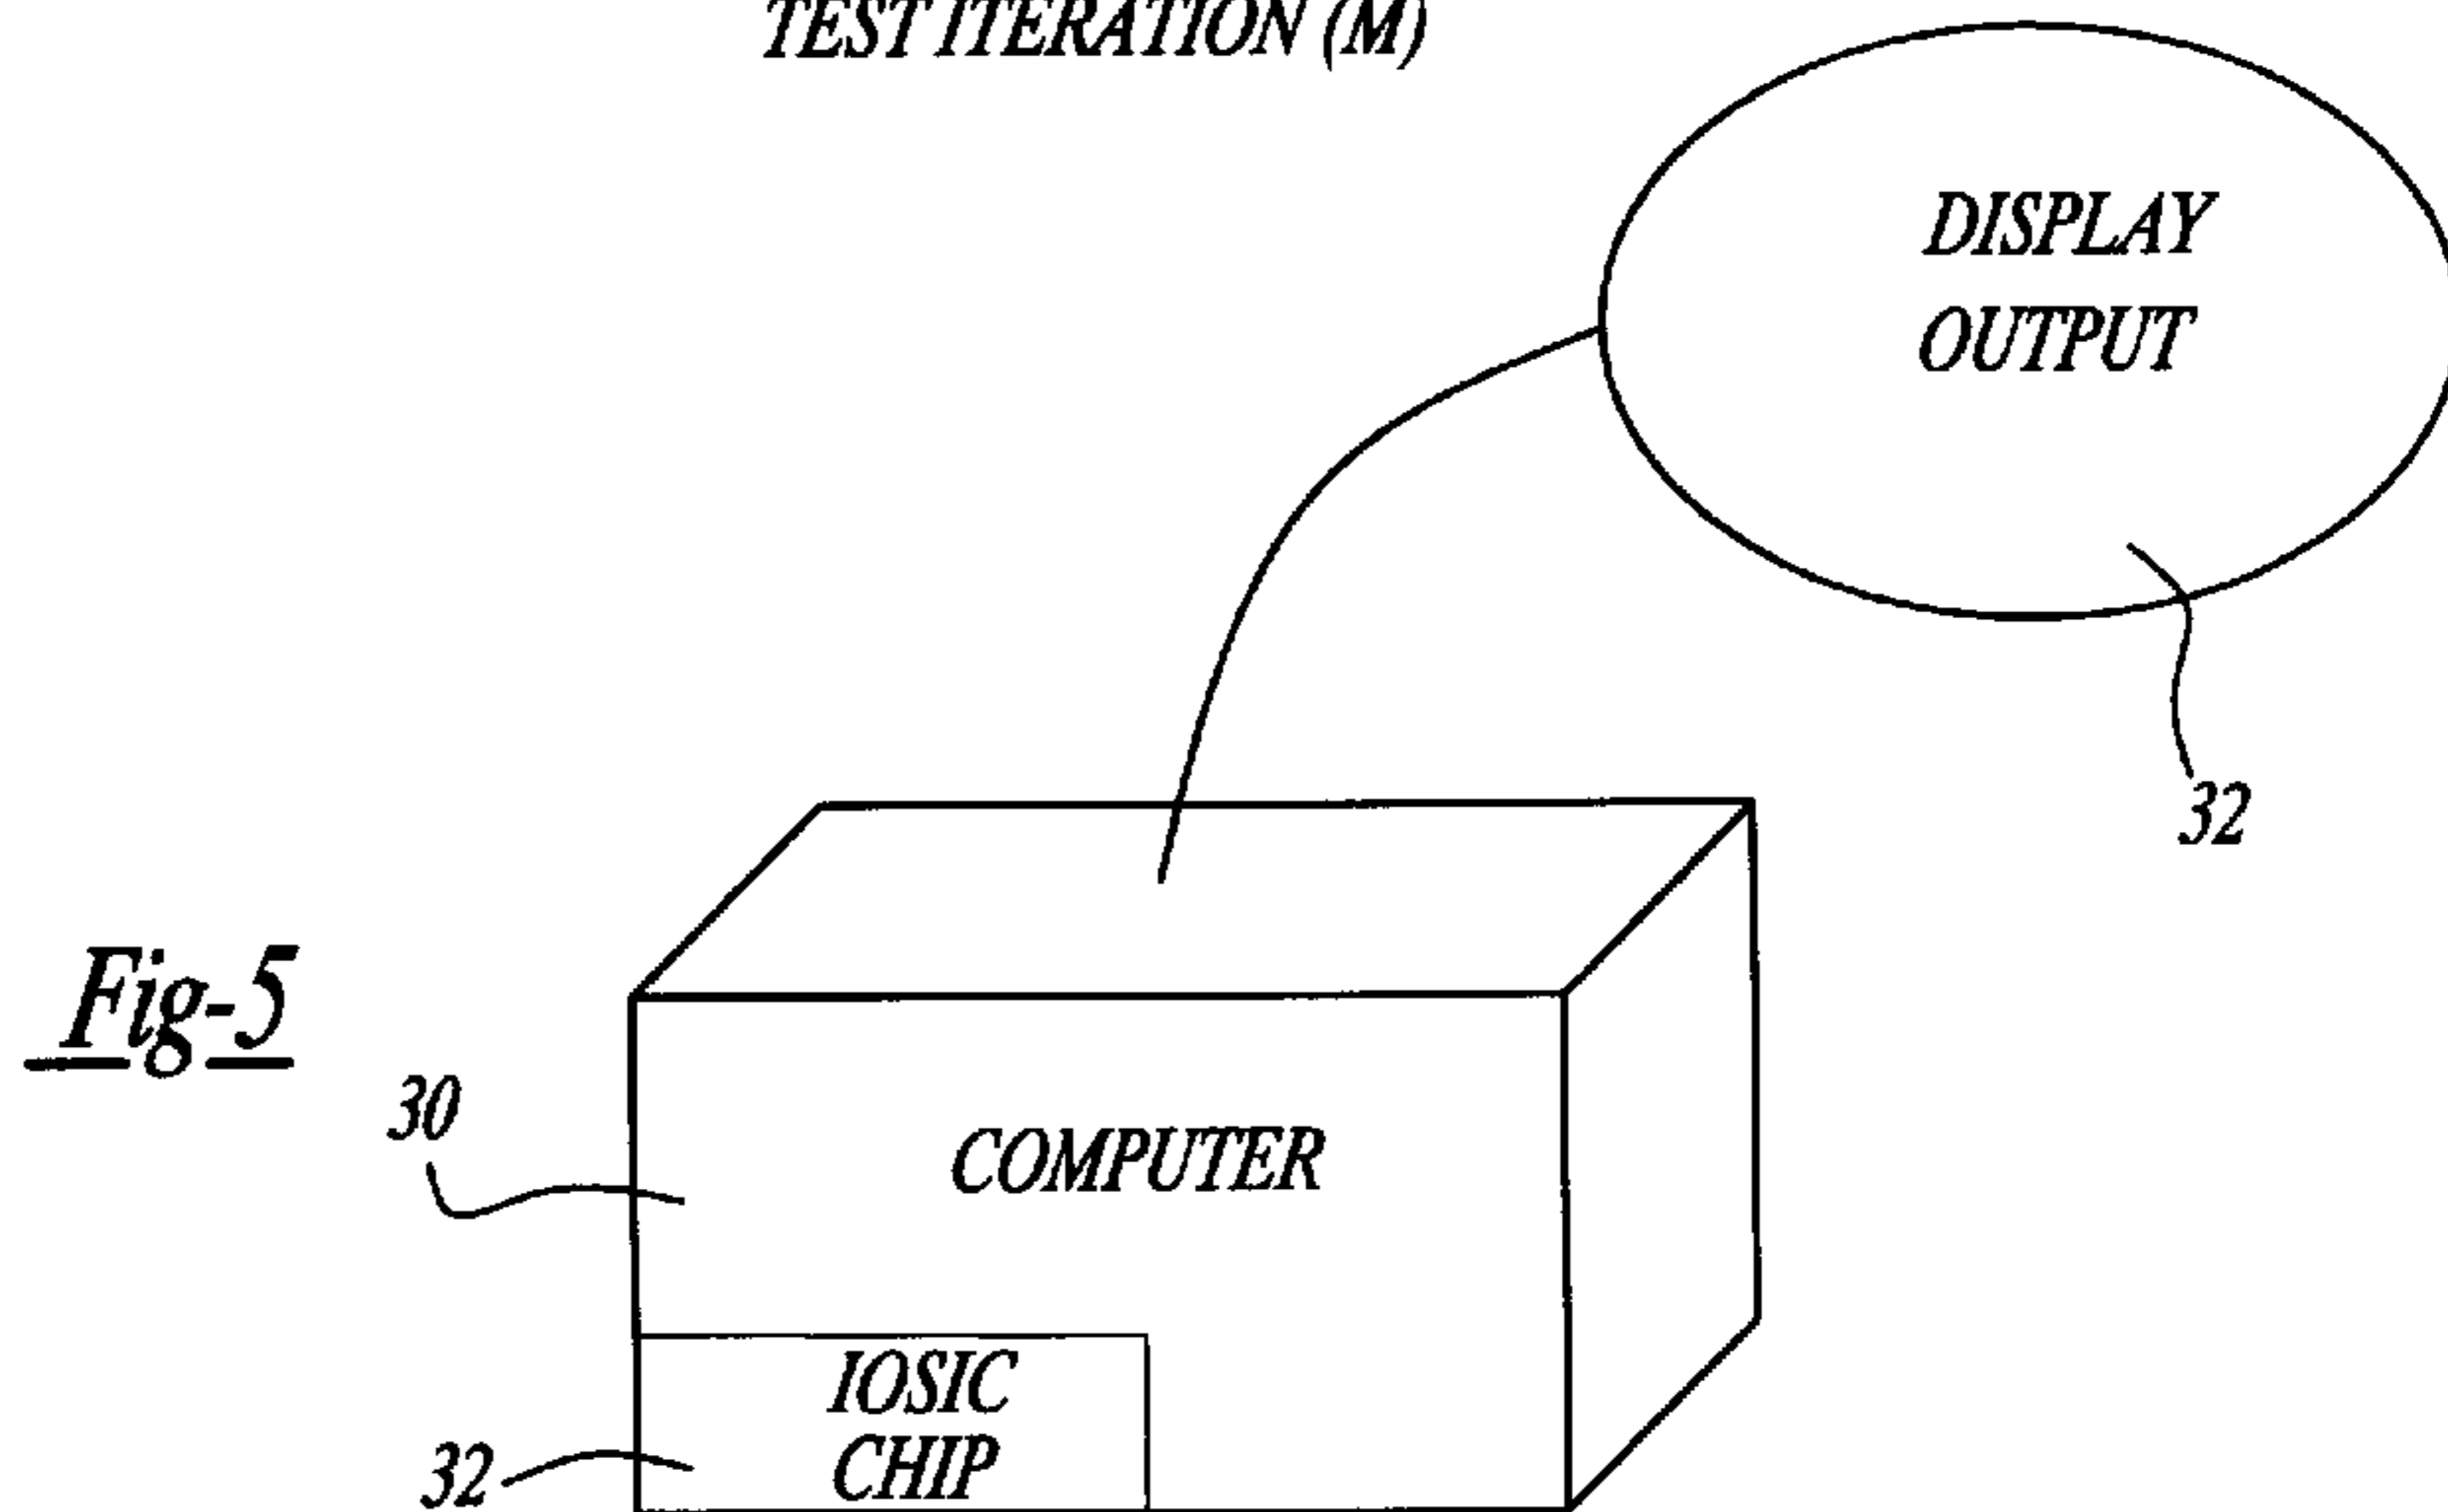 TEST ITERATION (M)
DISPLAY
OUTPUT
32
Fig-5
30
COMPUTER
IOSIC
CHIP
32